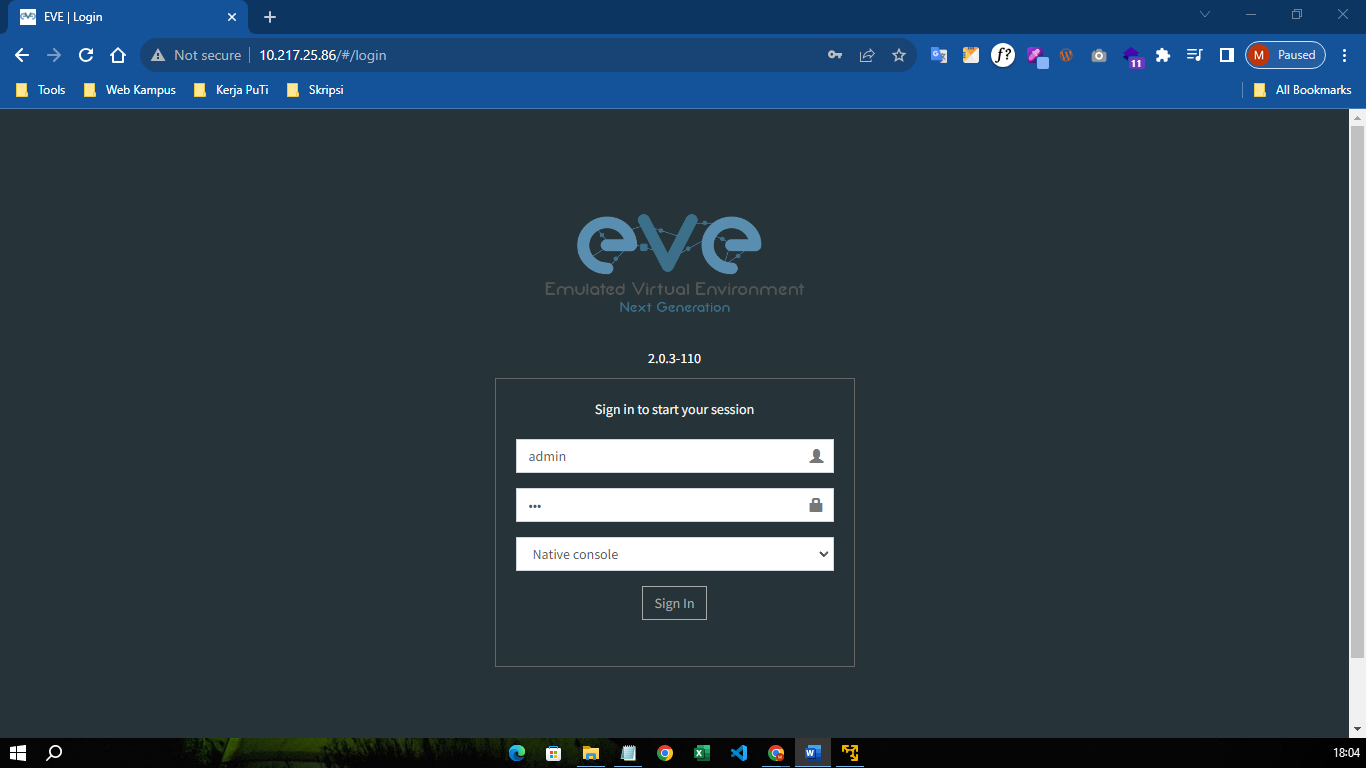 EVE | Login
Not secure 10.217.25.86/#/login
f?
11
M Paused
Tools Web Kampus Kerja PuTi Skripsi All Bookmarks
eve
Emulated Virtual Environment
Next Generation
2.0.3-110
Sign in to start your session
admin
•••
Native console
Sign In
18:04